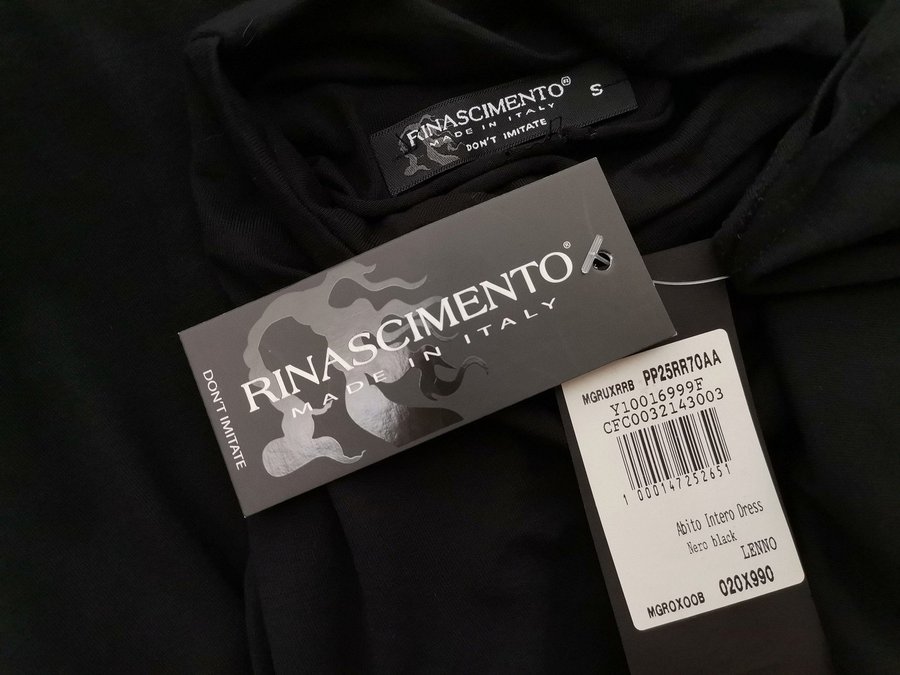 RINASCIMENTO® S
MADE IN ITALY
DON'T IMITATE
RINASCIMENTO®
MADE IN ITALY
DON'T IMITATE
MGRUXRRB PP25RR70AA
Y10016999F
CFC0032143003
1 000147252651
Abito Intero Dress
Nero black
LENNO
MGROXOOB 020X990